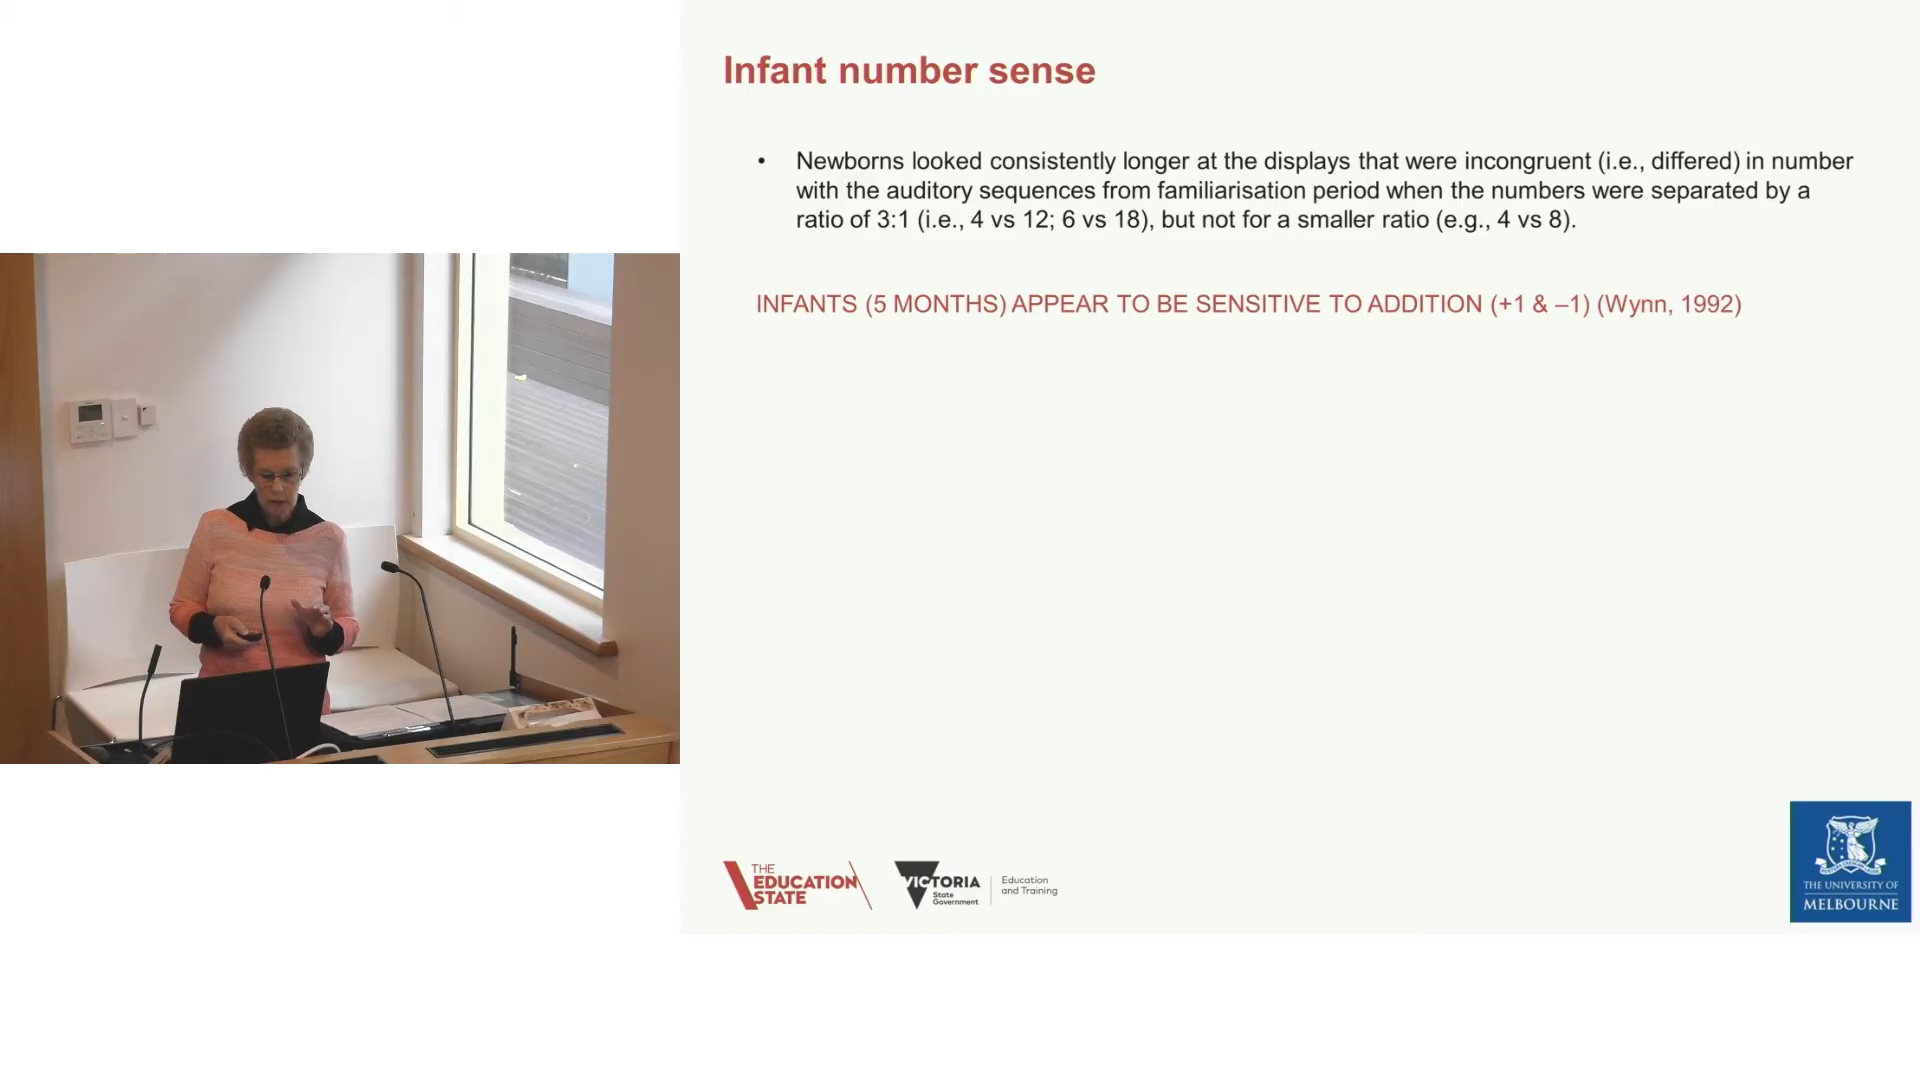 Infant number sense
• Newborns looked consistently longer at the displays that were incongruent (i.e., differed) in number
with the auditory sequences from familiarisation period when the numbers were separated by a
ratio of 3:1 (i.e., 4 vs 12; 6 vs 18), but not for a smaller ratio (e.g., 4 vs 8).
INFANTS (5 MONTHS) APPEAR TO BE SENSITIVE TO ADDITION (+1 & –1) (Wynn, 1992)
THE
EDUCATION
STATE
VICTORIA
State
Government
Education
and Training
THE UNIVERSITY OF
MELBOURNE